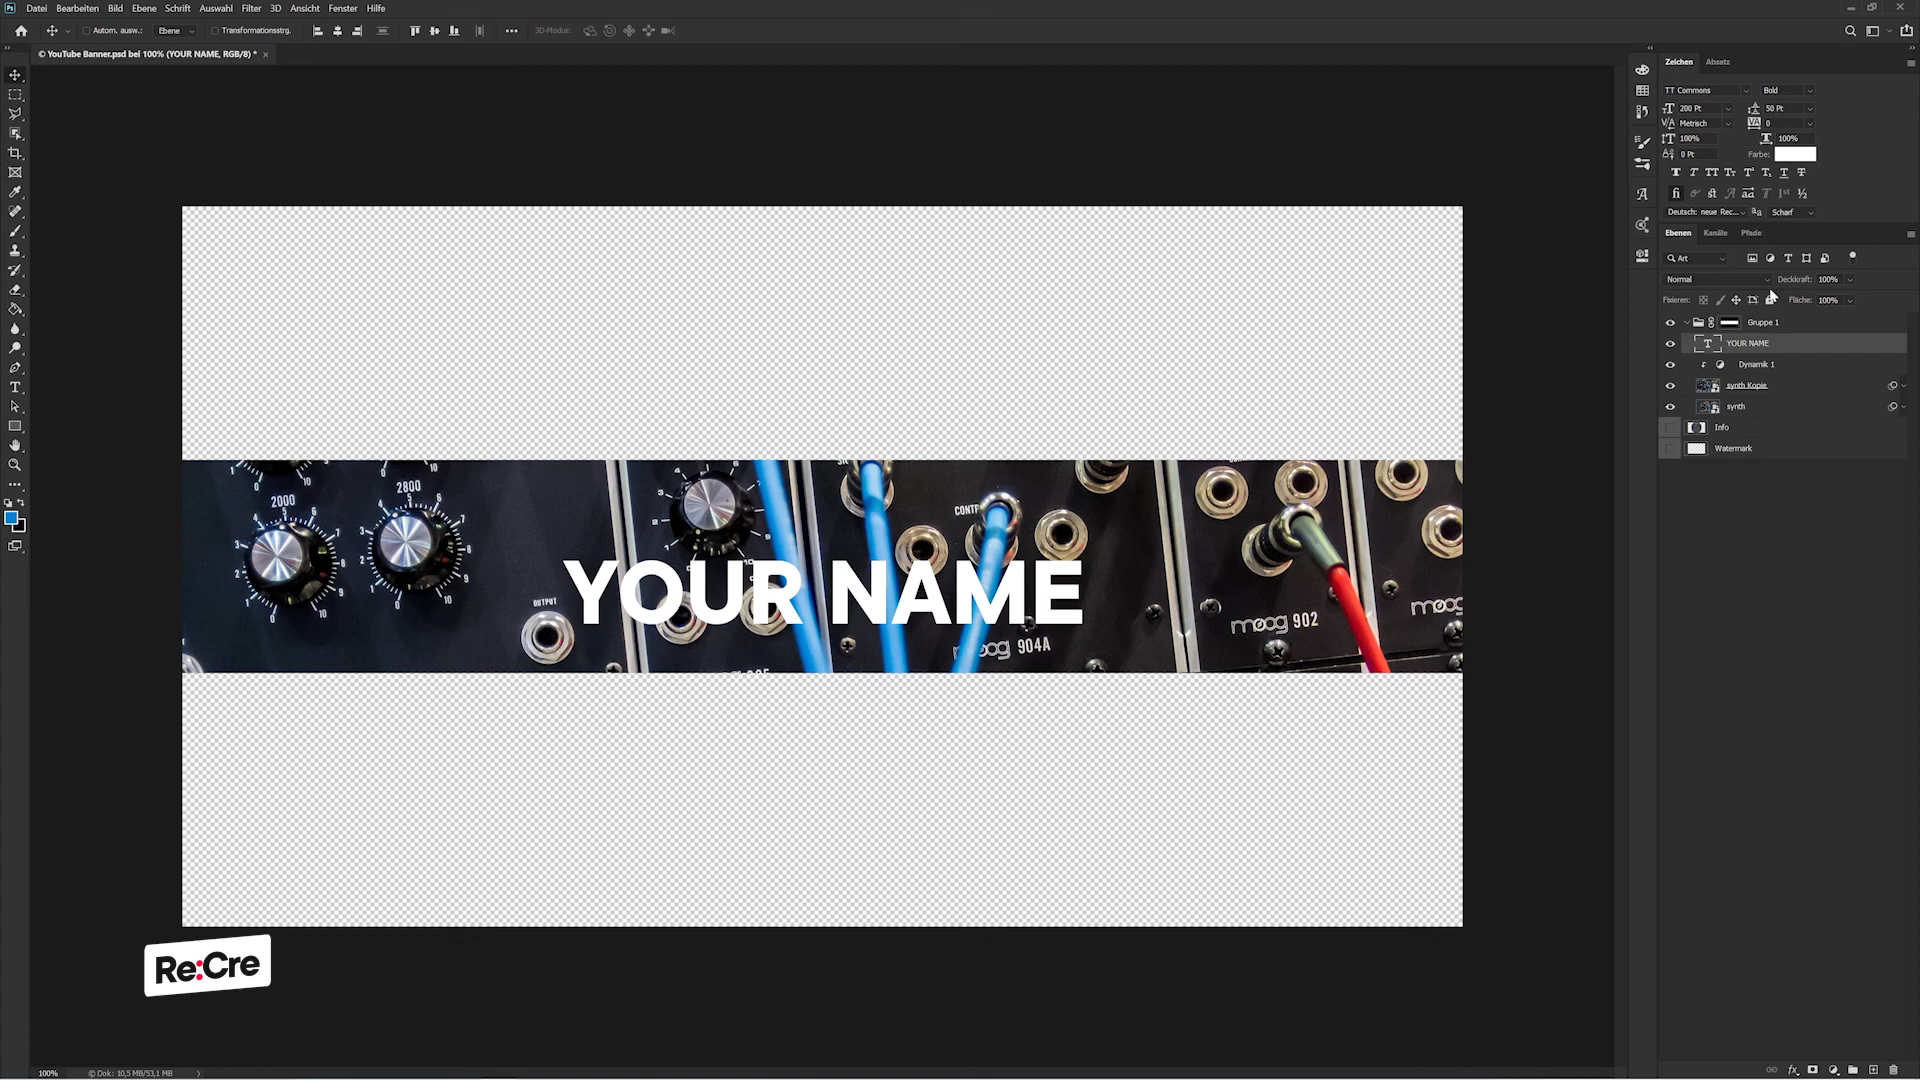 Ps Datei Bearbeiten Bild Ebene Schrift Auswahl Filter 3D Ansicht Fenster Hilfe
Autom. ausw.: Ebene Transformationsstrg. 3D-Modus:
© YouTube Banner.psd bei 100% (YOUR NAME, RGB/8) *
Zeichen Absatz
TT Commons Bold
200 Pt 50 Pt
Metrisch 0
100% 100%
0 Pt Farbe:
Deutsch: neue Rec... Scharf
Ebenen Kanäle Pfade
Art
Normal Deckkraft: 100%
Fixieren: Fläche: 100%
Gruppe 1
YOUR NAME
Dynamik 1
synth Kopie
synth
Info
Watermark
2000
2800
CONTR
OUTPUT
YOUR NAME
moog 904A
moog 902
moog
Re:Cre
100% © Dok: 10,5 MB/53,1 MB